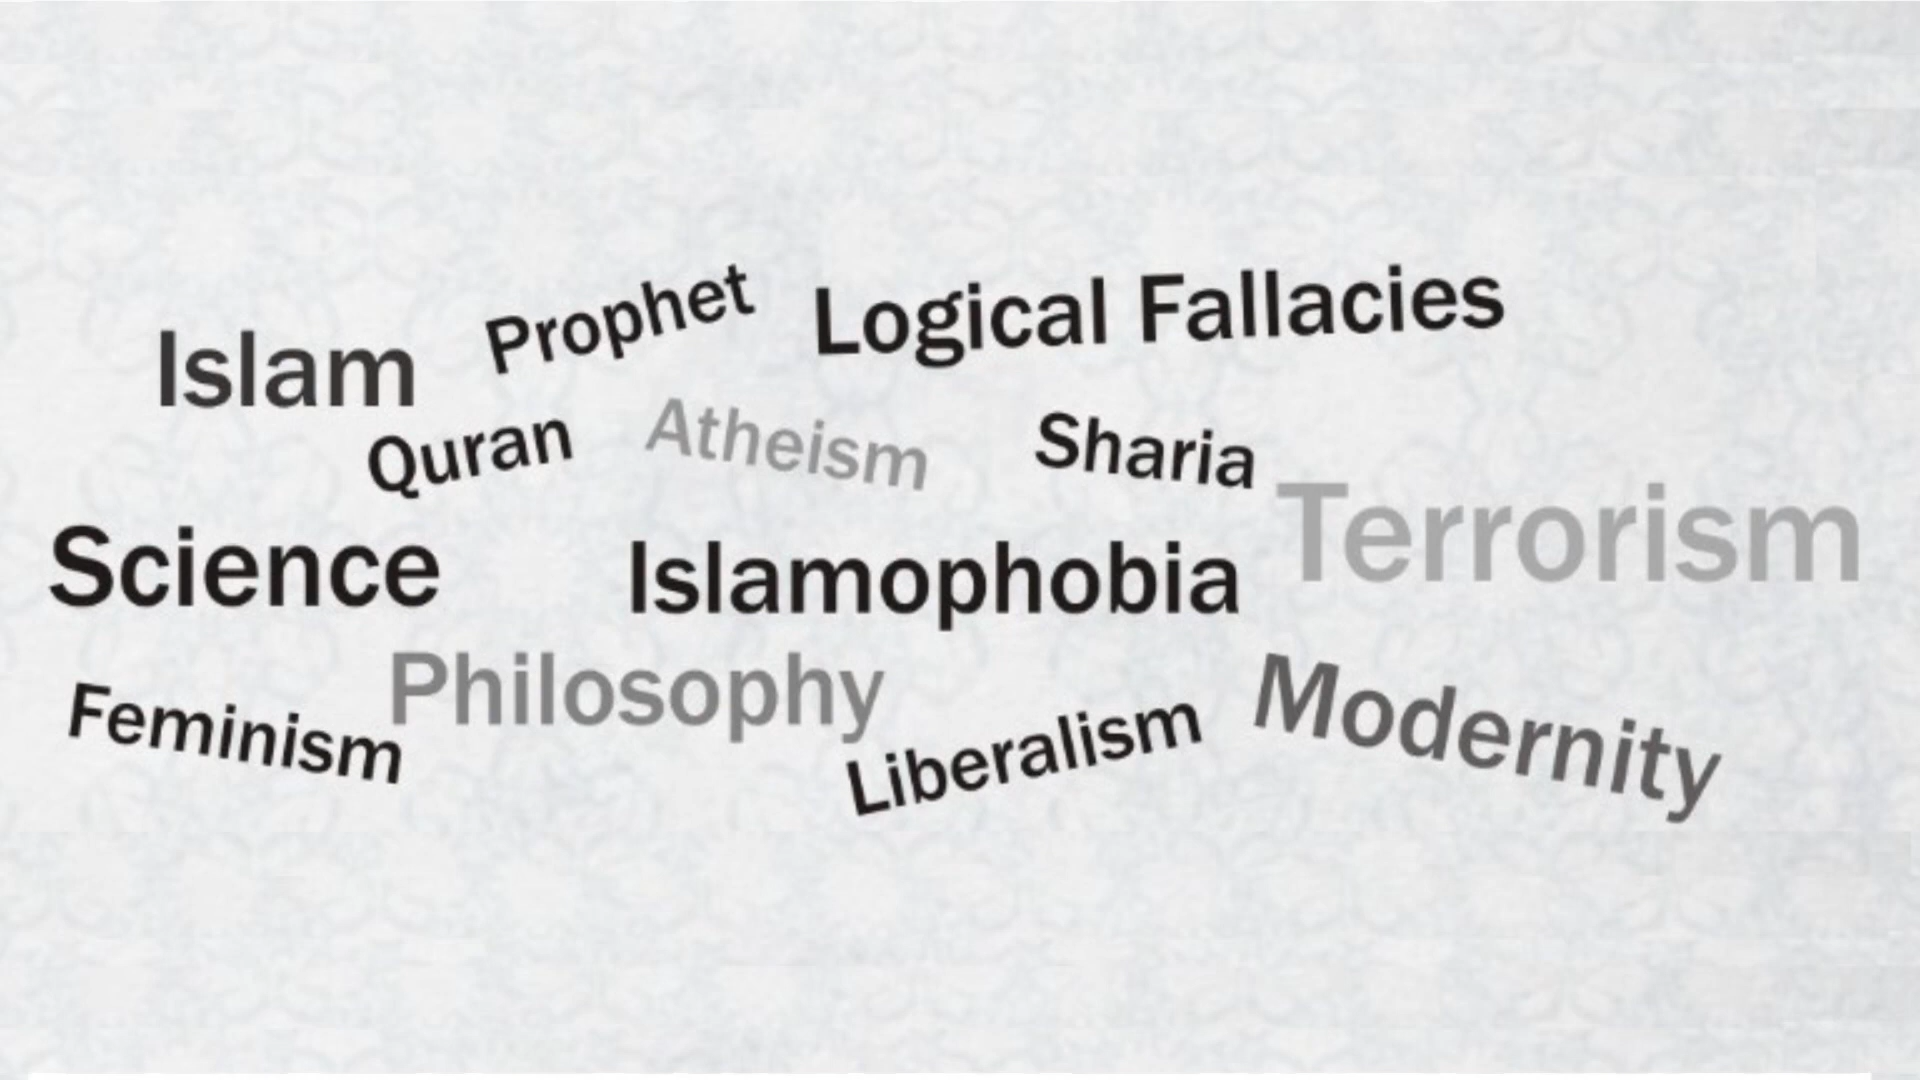 Islam Prophet Logical Fallacies
Quran Atheism Sharia
Science Islamophobia Terrorism
Feminism Philosophy Liberalism Modernity